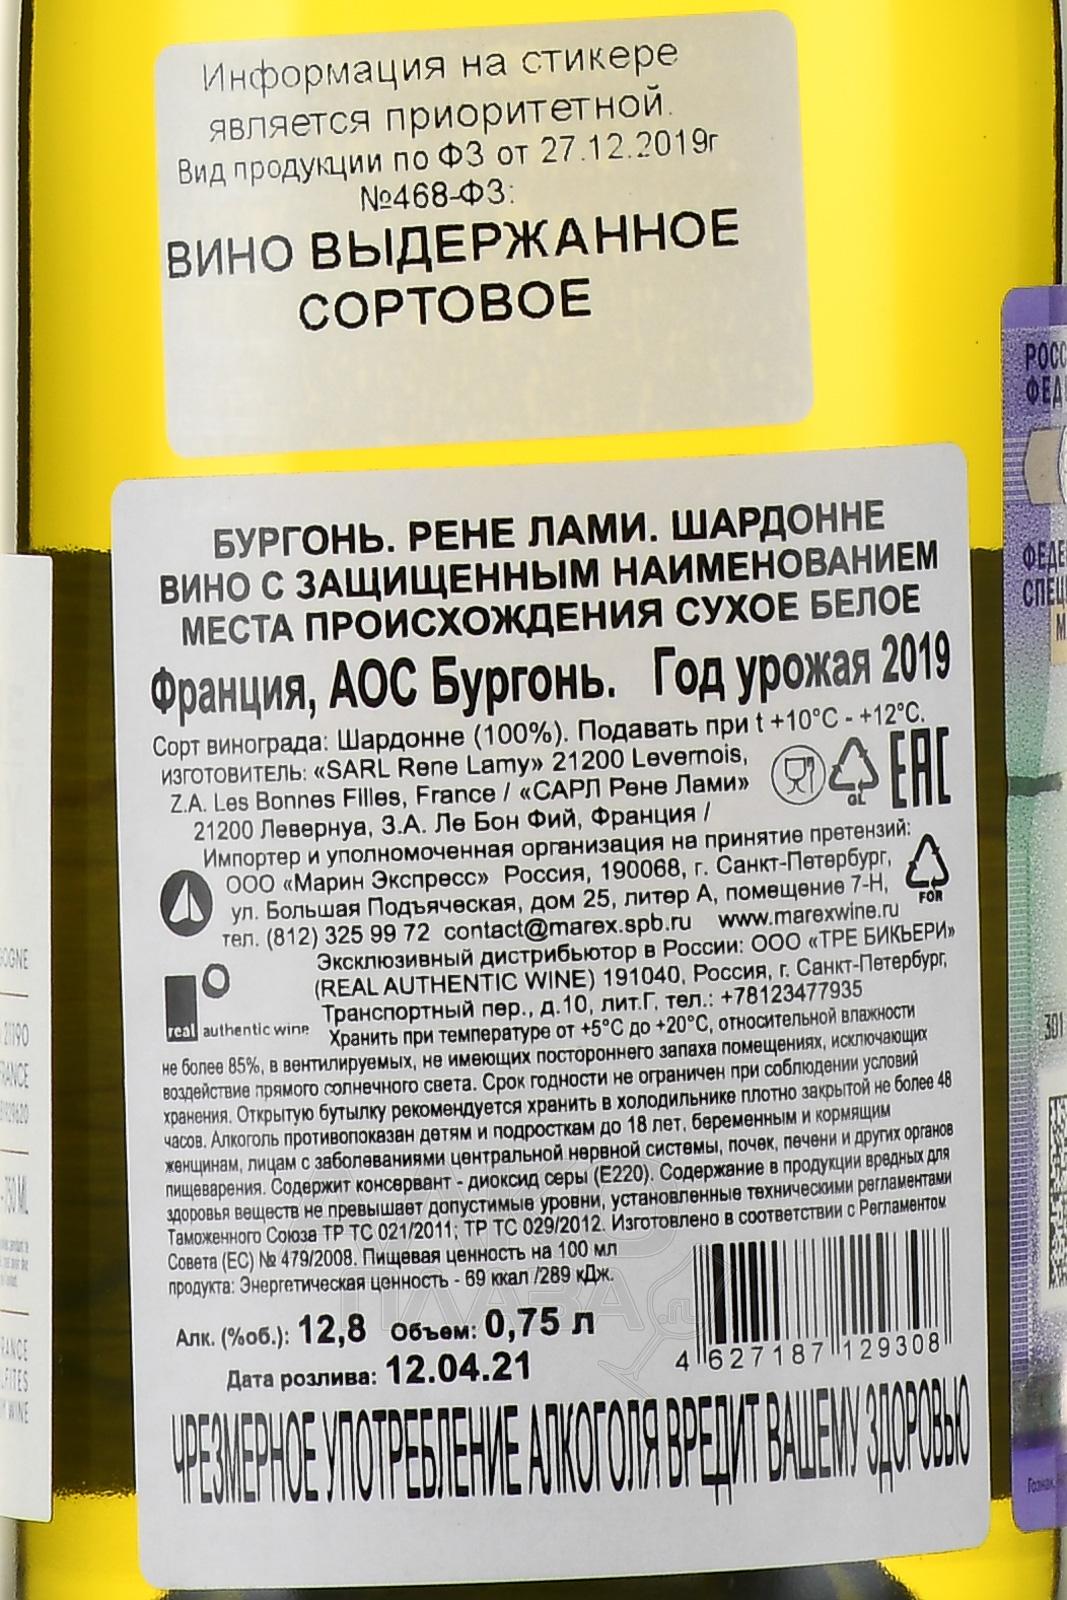 Информация на стикере
является приоритетной.
Вид продукции по ФЗ от 27.12.2019г
№468-ФЗ:
ВИНО ВЫДЕРЖАННОЕ
СОРТОВОЕ
БУРГОНЬ. РЕНЕ ЛАМИ. ШАРДОННЕ
ВИНО С ЗАЩИЩЕННЫМ НАИМЕНОВАНИЕМ
МЕСТА ПРОИСХОЖДЕНИЯ СУХОЕ БЕЛОЕ
Франция, АОС Бургонь. Год урожая 2019
Сорт винограда: Шардонне (100%). Подавать при t +10°C - +12°C.
ИЗГОТОВИТЕЛЬ: «SARL Rene Lamy» 21200 Levernois,
Z.A. Les Bonnes Filles, France / «САРЛ Рене Лами»
21200 Левернуа, З.А. Ле Бон Фий, Франция /
GL
EAC
Импортер и уполномоченная организация на принятие претензий:
ООО «Марин Экспресс» Россия, 190068, г. Санкт-Петербург,
ул. Большая Подъяческая, дом 25, литер А, помещение 7-Н,
тел. (812) 325 99 72 contact@marex.spb.ru www.marexwine.ru
FOR
Эксклюзивный дистрибьютор в России: ООО «ТРЕ БИКЬЕРИ»
(REAL AUTHENTIC WINE) 191040, Россия, г. Санкт-Петербург,
Транспортный пер., д.10, лит.Г, тел.: +78123477935
real authentic wine
Хранить при температуре от +5°С до +20°С, относительной влажности
не более 85%, в вентилируемых, не имеющих постороннего запаха помещениях, исключающих
воздействие прямого солнечного света. Срок годности не ограничен при соблюдении условий
хранения. Открытую бутылку рекомендуется хранить в холодильнике плотно закрытой не более 48
часов. Алкоголь противопоказан детям и подросткам до 18 лет, беременным и кормящим
женщинам, лицам с заболеваниями центральной нервной системы, почек, печени и других органов
пищеварения. Содержит консервант - диоксид серы (Е220). Содержание в продукции вредных для
здоровья веществ не превышает допустимые уровни, установленные техническими регламентами
Таможенного Союза ТР ТС 021/2011; ТР ТС 029/2012. Изготовлено в соответствии с Регламентом
Совета (ЕС) № 479/2008. Пищевая ценность на 100 мл
продукта: Энергетическая ценность - 69 ккал /289 кДж.
Алк. (%об.): 12,8 Объем: 0,75 л
Дата розлива: 12.04.21
4 627187 129308
ЧРЕЗМЕРНОЕ УПОТРЕБЛЕНИЕ АЛКОГОЛЯ ВРЕДИТ ВАШЕМУ ЗДОРОВЬЮ
21190
750 ML
WINE
301